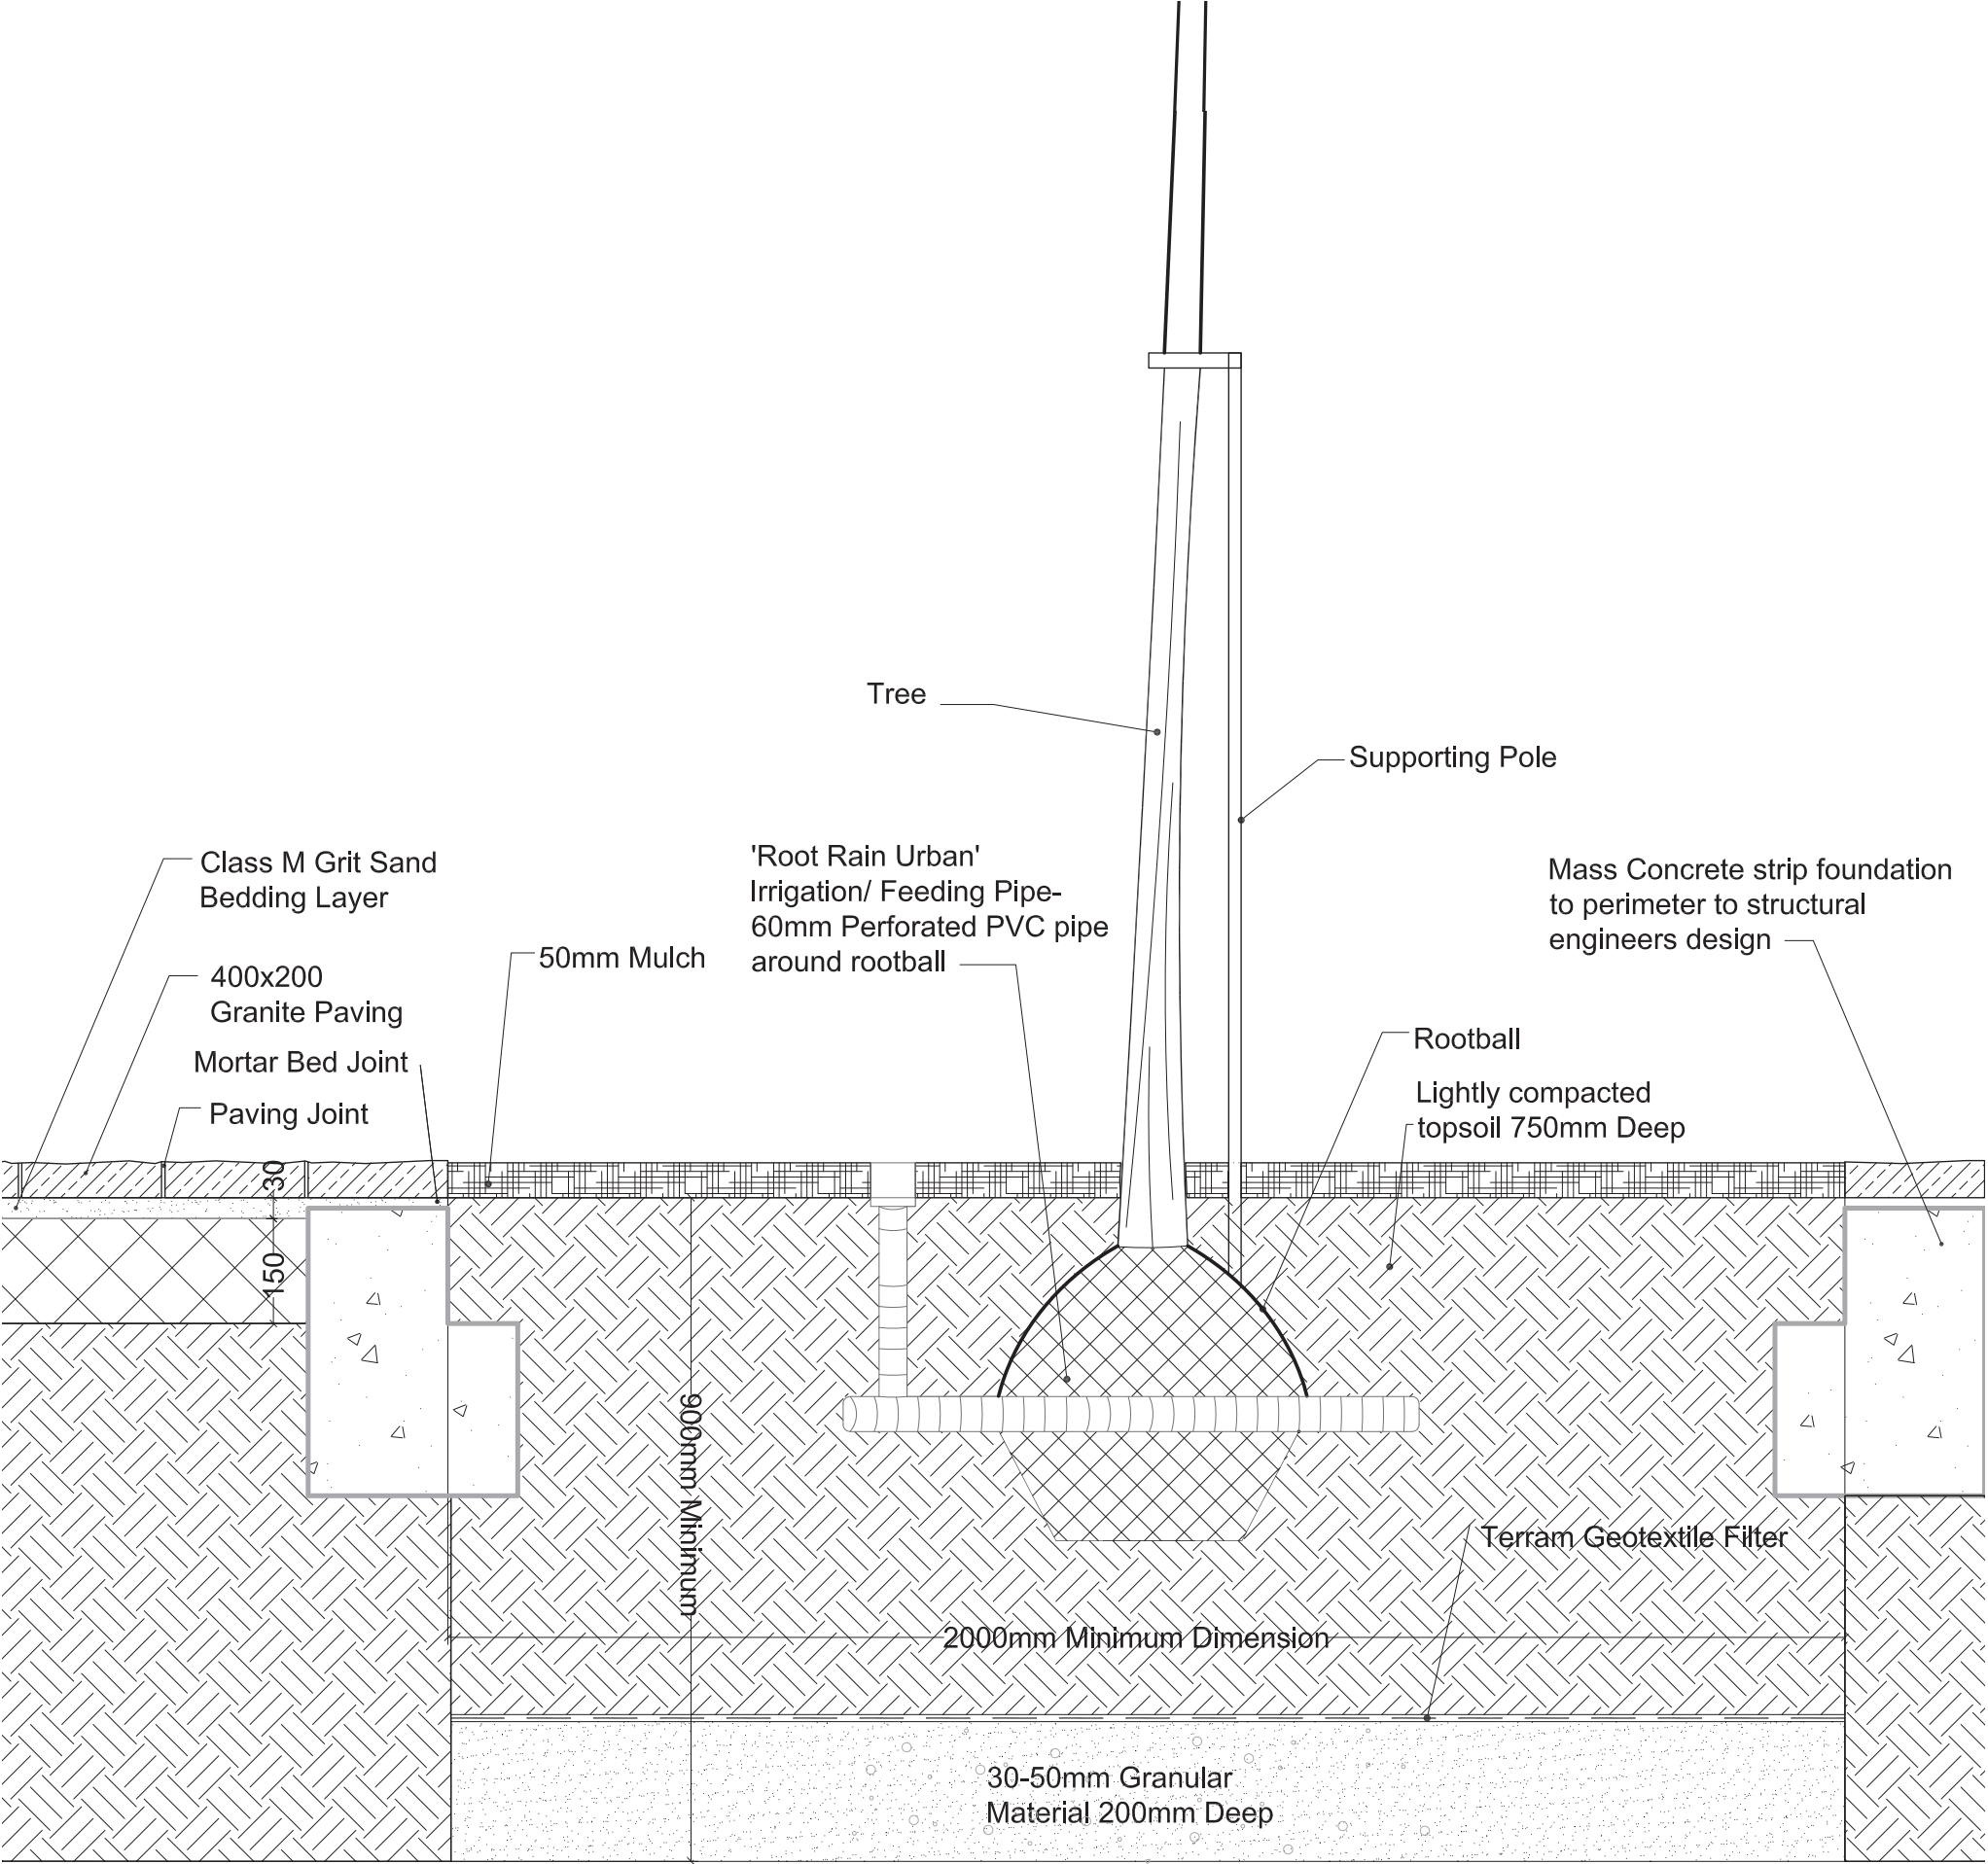 Tree
Supporting Pole
Class M Grit Sand
Bedding Layer
'Root Rain Urban'
Irrigation/ Feeding Pipe-
60mm Perforated PVC pipe
around rootball
Mass Concrete strip foundation
to perimeter to structural
engineers design
50mm Mulch
400x200
Granite Paving
Mortar Bed Joint
Paving Joint
Rootball
Lightly compacted
topsoil 750mm Deep
30
150
900mm Minimum
Terram Geotextile Filter
2000mm Minimum Dimension
30-50mm Granular
Material 200mm Deep